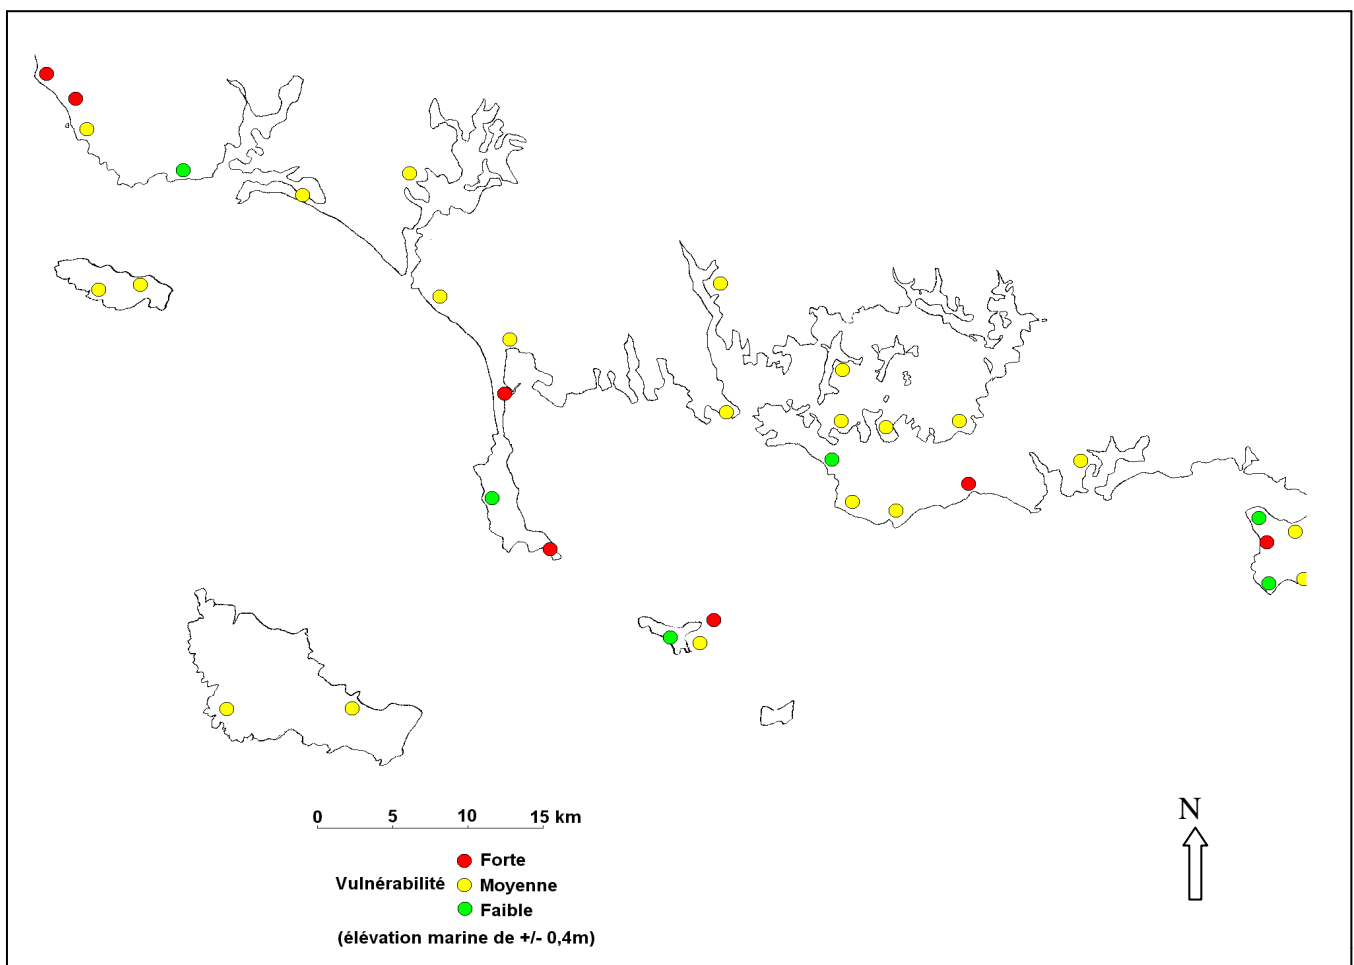 N
0 5 10 15 km
Forte
Vulnérabilité Moyenne
Faible
(élévation marine de +/- 0,4m)